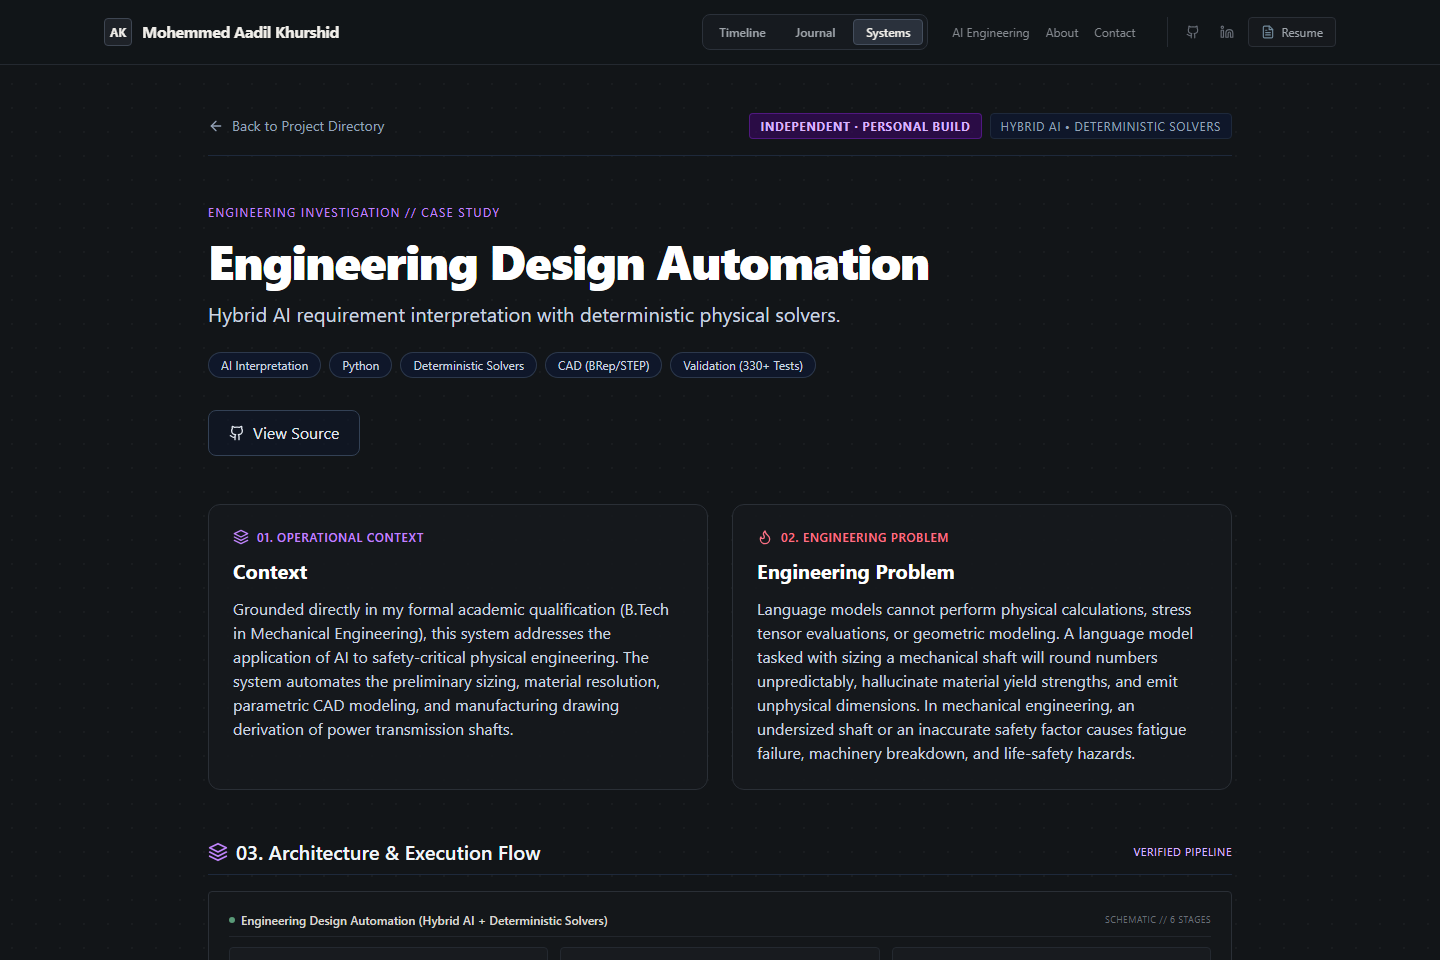 AK Mohemmed Aadil Khurshid
Timeline Journal Systems AI Engineering About Contact Resume
Back to Project Directory
INDEPENDENT · PERSONAL BUILD
HYBRID AI • DETERMINISTIC SOLVERS
ENGINEERING INVESTIGATION // CASE STUDY
Engineering Design Automation
Hybrid AI requirement interpretation with deterministic physical solvers.
AI Interpretation Python Deterministic Solvers CAD (BRep/STEP) Validation (330+ Tests)
View Source
01. OPERATIONAL CONTEXT
Context
Grounded directly in my formal academic qualification (B.Tech
in Mechanical Engineering), this system addresses the
application of AI to safety-critical physical engineering. The
system automates the preliminary sizing, material resolution,
parametric CAD modeling, and manufacturing drawing
derivation of power transmission shafts.
02. ENGINEERING PROBLEM
Engineering Problem
Language models cannot perform physical calculations, stress
tensor evaluations, or geometric modeling. A language model
tasked with sizing a mechanical shaft will round numbers
unpredictably, hallucinate material yield strengths, and emit
unphysical dimensions. In mechanical engineering, an
undersized shaft or an inaccurate safety factor causes fatigue
failure, machinery breakdown, and life-safety hazards.
03. Architecture & Execution Flow
VERIFIED PIPELINE
Engineering Design Automation (Hybrid AI + Deterministic Solvers)
SCHEMATIC // 6 STAGES